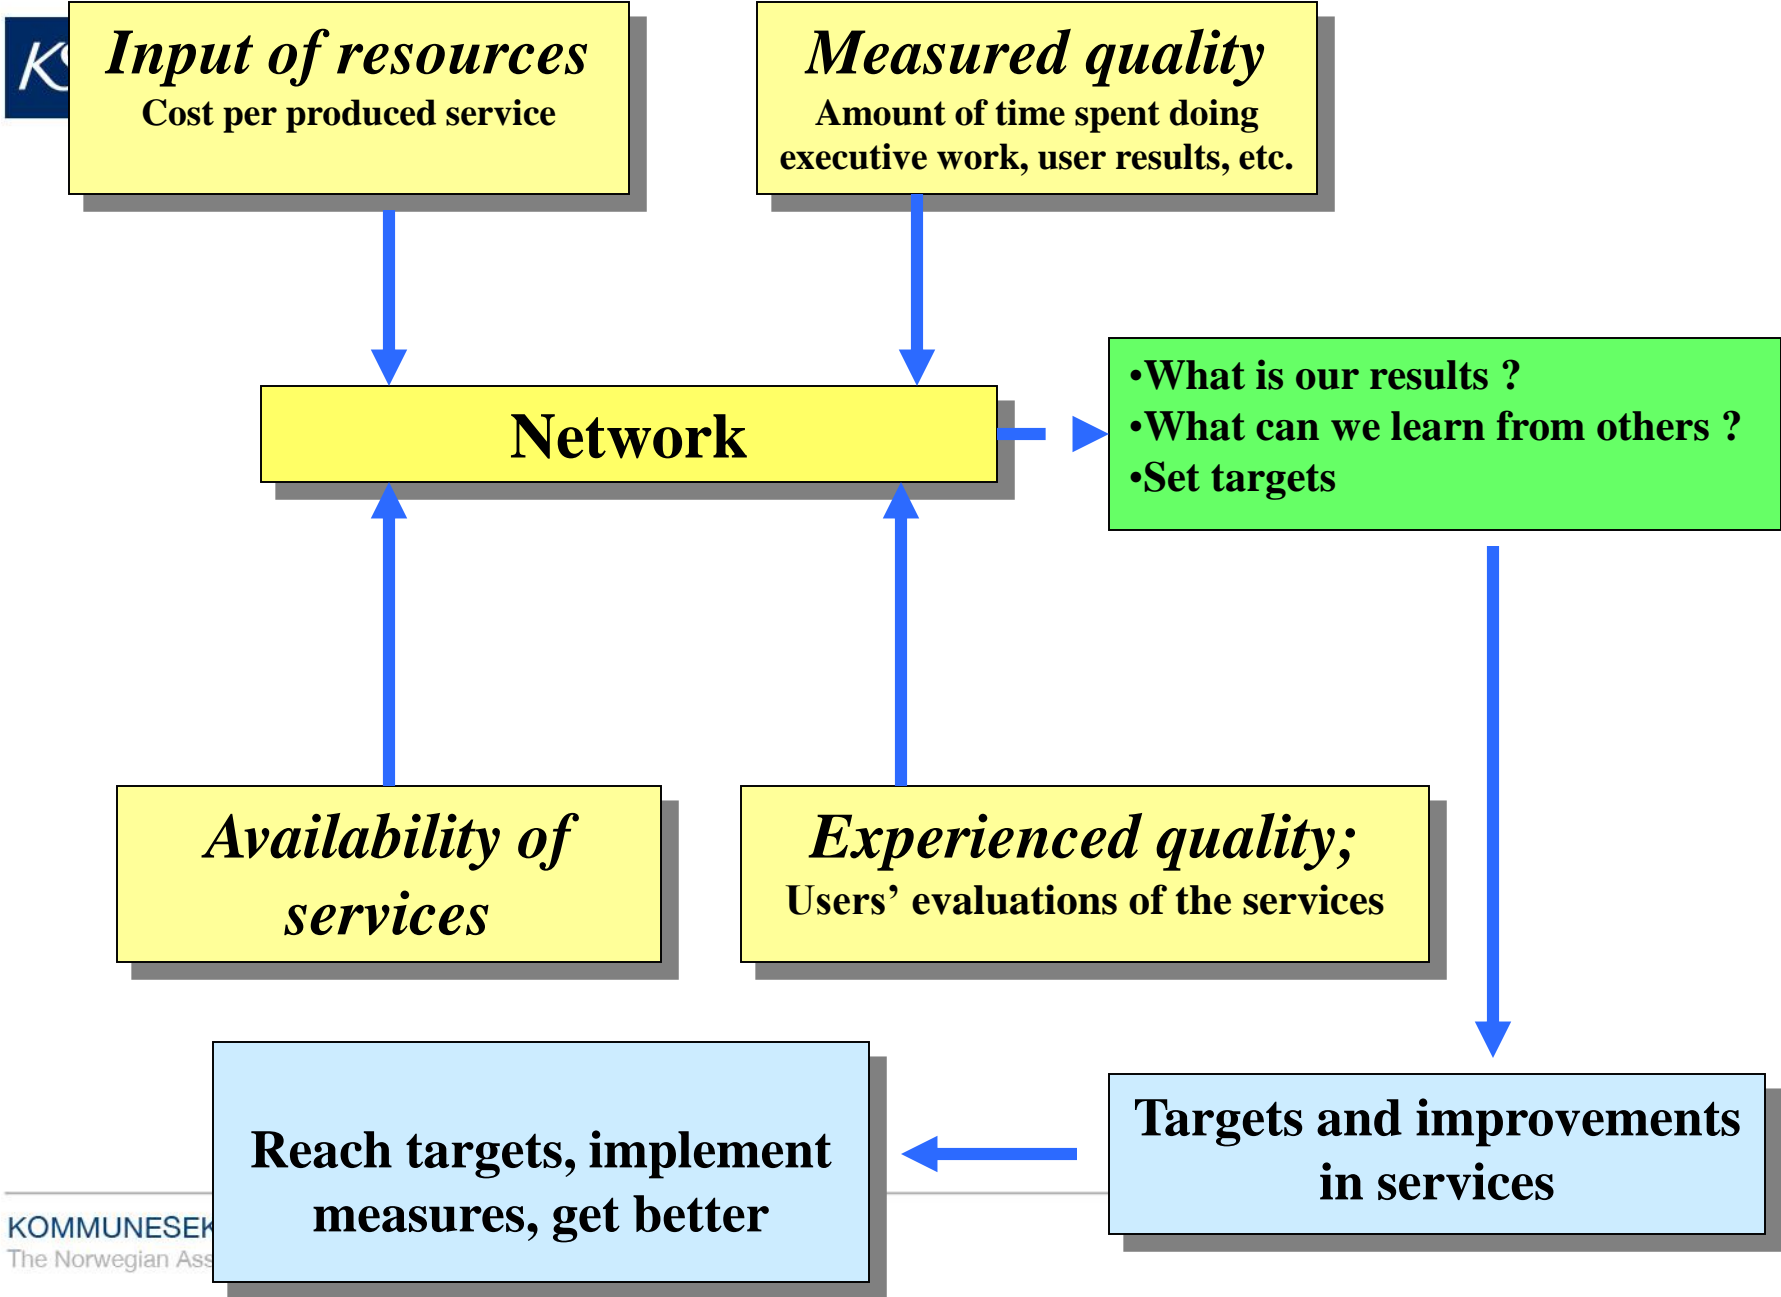 Input of resources
Cost per produced service
Measured quality
Amount of time spent doing
executive work, user results, etc.
Network
•What is our results ?
•What can we learn from others ?
•Set targets
Availability of
services
Experienced quality;
Users’ evaluations of the services
Targets and improvements
in services
Reach targets, implement
measures, get better
The Norwegian